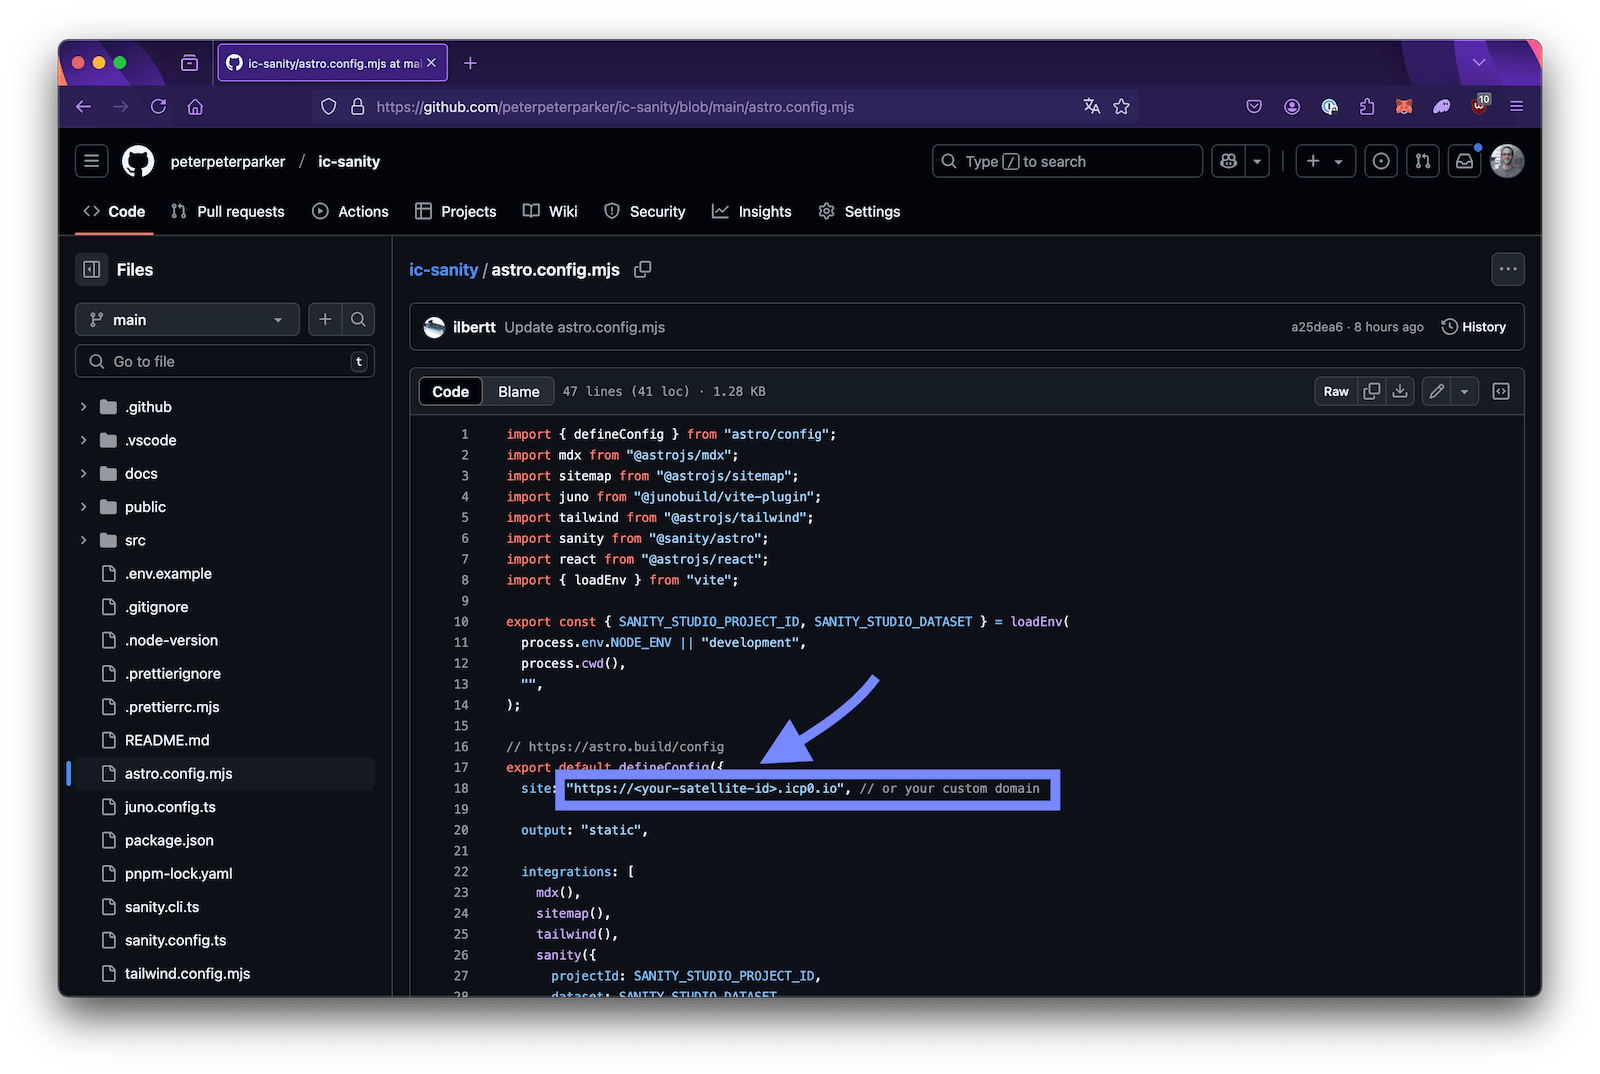 ic-sanity/astro.config.mjs at mai
https://github.com/peterpeterparker/ic-sanity/blob/main/astro.config.mjs
10
peterpeterparker / ic-sanity
Type / to search
Code
Pull requests
Actions
Projects
Wiki
Security
Insights
Settings
Files
main
Go to file
t
.github
.vscode
docs
public
src
.env.example
.gitignore
.node-version
.prettierignore
.prettierrc.mjs
README.md
astro.config.mjs
juno.config.ts
package.json
pnpm-lock.yaml
sanity.cli.ts
sanity.config.ts
tailwind.config.mjs
ic-sanity / astro.config.mjs
ilbertt Update astro.config.mjs
a25dea6 · 8 hours ago
History
Code
Blame
47 lines (41 loc) · 1.28 KB
Raw
1 import { defineConfig } from "astro/config";
2 import mdx from "@astrojs/mdx";
3 import sitemap from "@astrojs/sitemap";
4 import juno from "@junobuild/vite-plugin";
5 import tailwind from "@astrojs/tailwind";
6 import sanity from "@sanity/astro";
7 import react from "@astrojs/react";
8 import { loadEnv } from "vite";
9
10 export const { SANITY_STUDIO_PROJECT_ID, SANITY_STUDIO_DATASET } = loadEnv(
11 process.env.NODE_ENV || "development",
12 process.cwd(),
13 "",
14 );
15
16 // https://astro.build/config
17 export default defineConfig({
18 site: "https://<your-satellite-id>.icp0.io", // or your custom domain
19
20 output: "static",
21
22 integrations: [
23 mdx(),
24 sitemap(),
25 tailwind(),
26 sanity({
27 projectId: SANITY_STUDIO_PROJECT_ID,
28 dataset: SANITY_STUDIO_DATASET